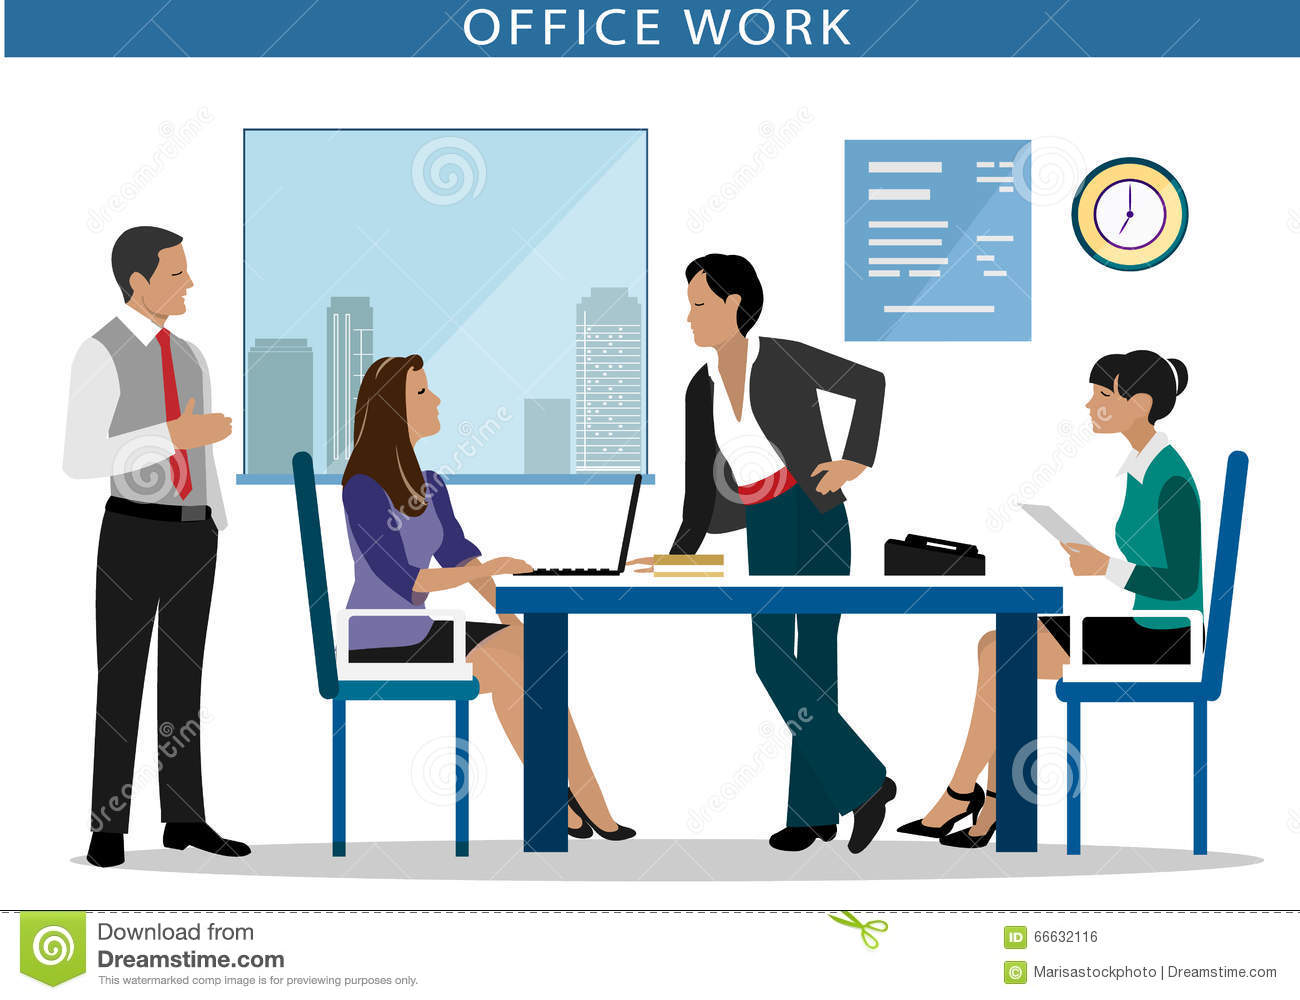 OFFICE WORK
dreamstime
Download from
Dreamstime.com
This watermarked comp image is for previewing purposes only.
ID 66632116
© Marisastockphoto | Dreamstime.com